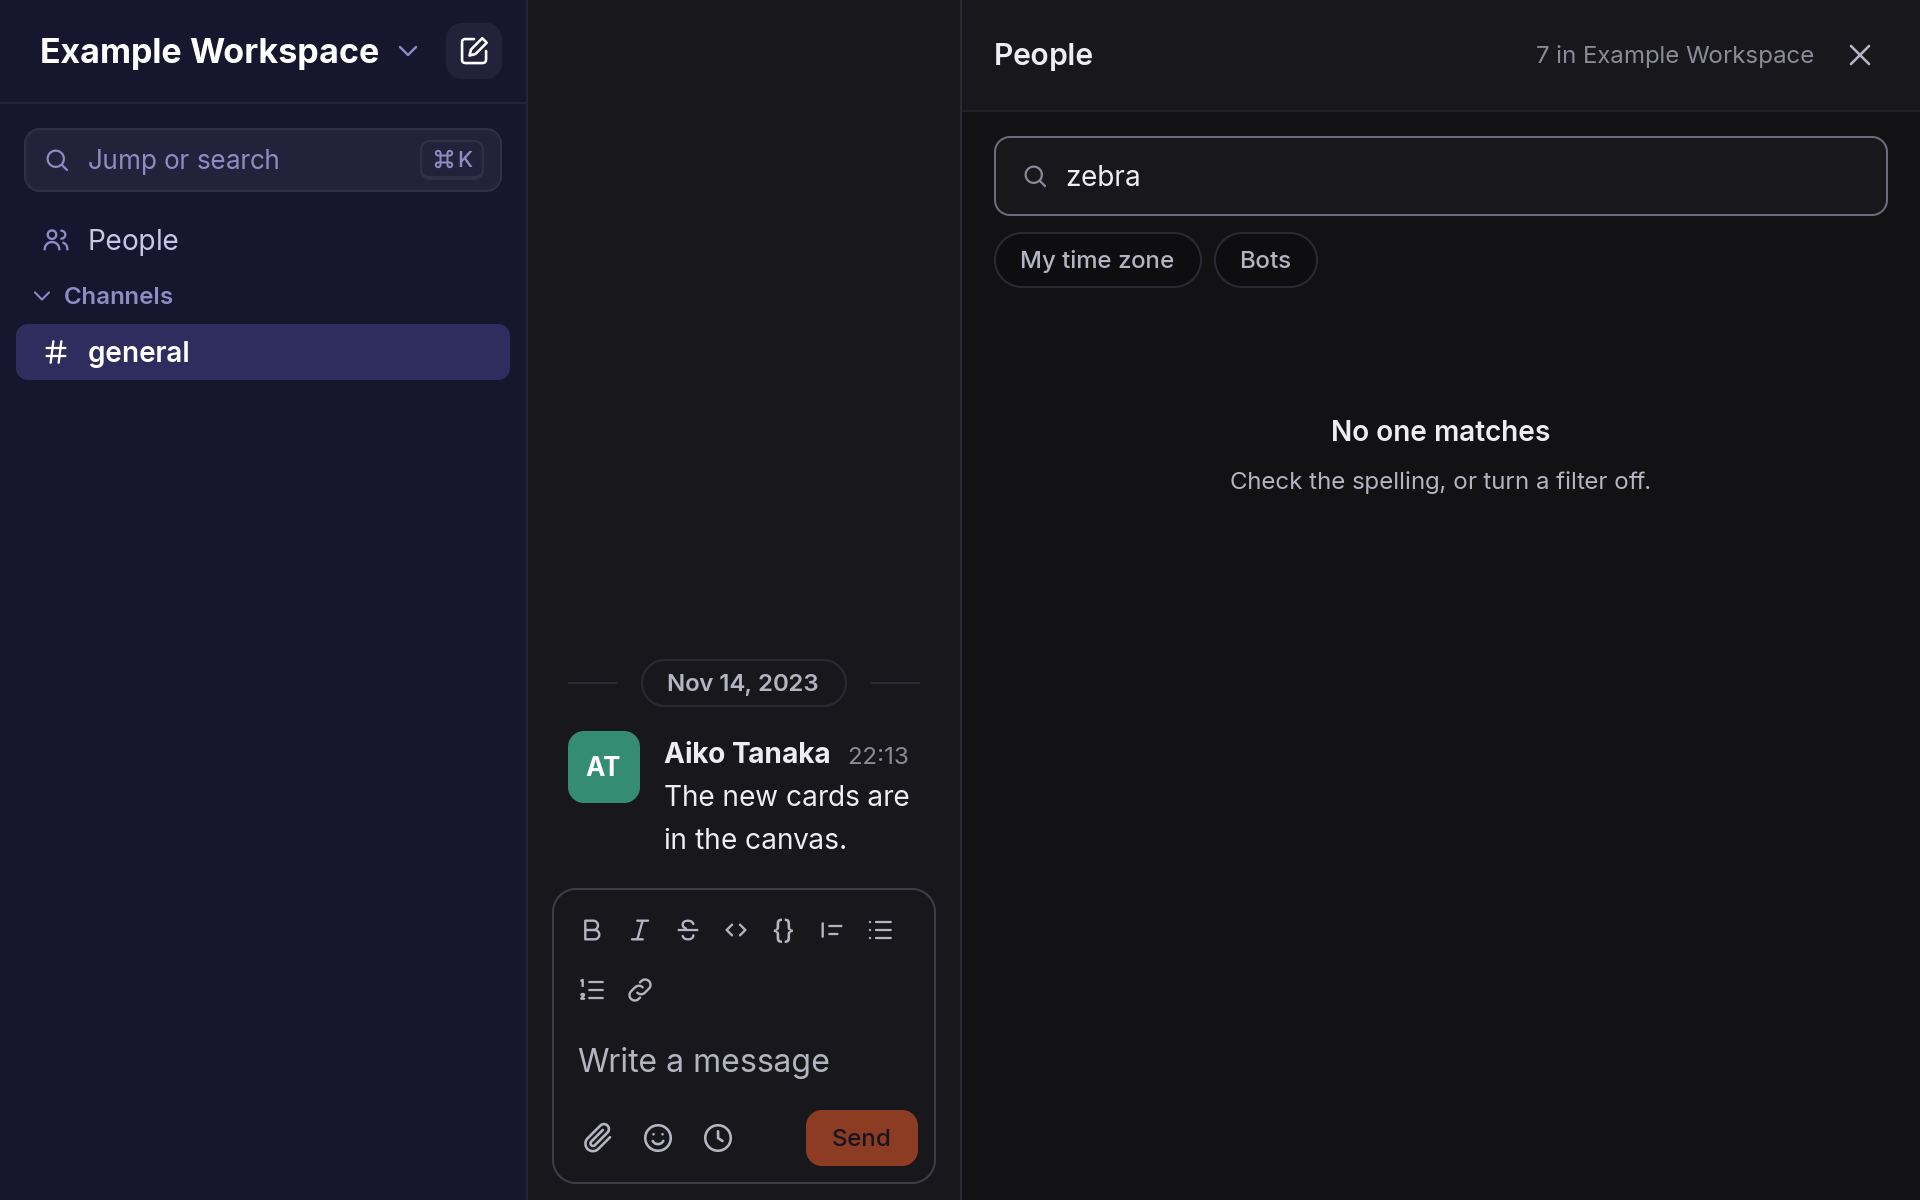 Example Workspace
Jump or search
⌘K
People
Channels
general
Nov 14, 2023
AT
Aiko Tanaka 22:13
The new cards are
in the canvas.
Write a message
Send
People
7 in Example Workspace
zebra
My time zone
Bots
No one matches
Check the spelling, or turn a filter off.